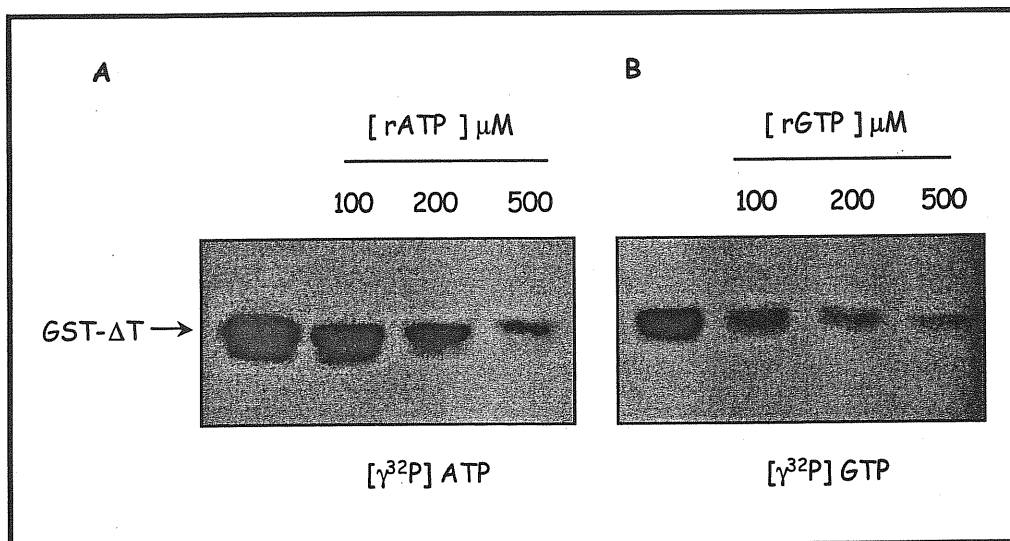 A
B
[ rATP ] μM
[ rGTP ] μM
100 200 500
100 200 500
GST-ΔT →
[γ³²P] ATP
[γ³²P] GTP